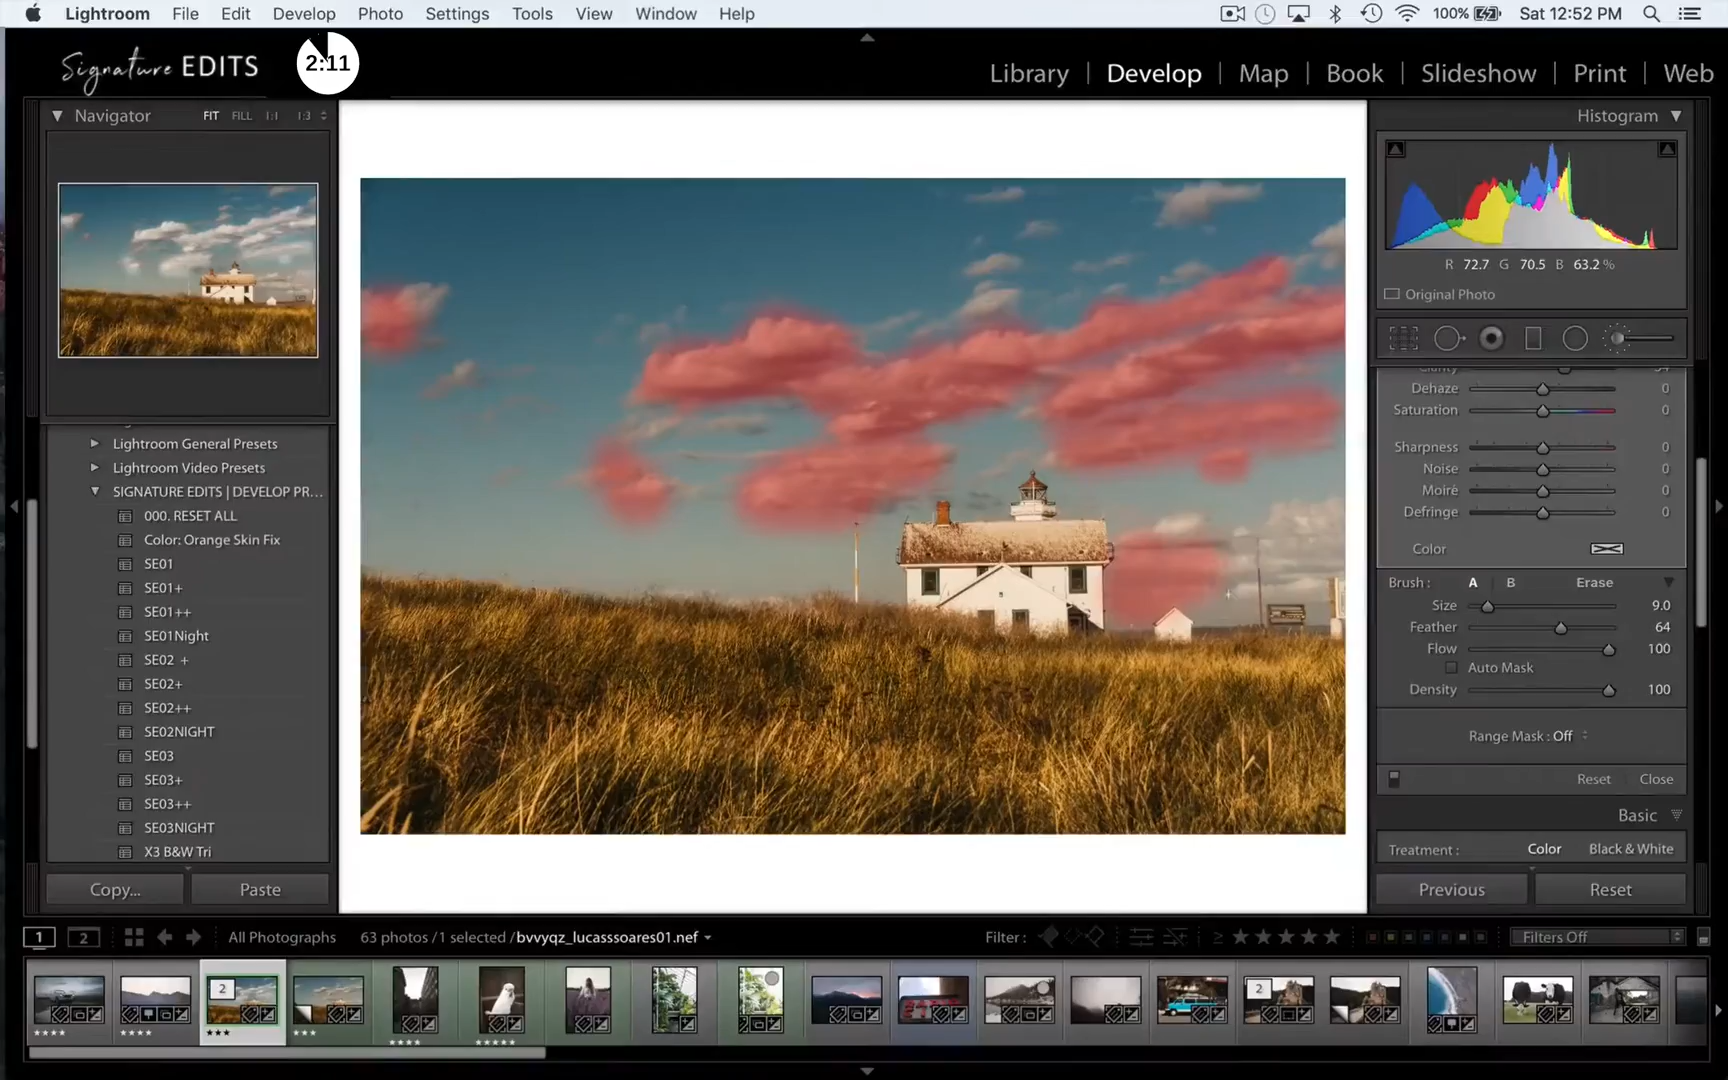 Lightroom File Edit Develop Photo Settings Tools View Window Help 100% Sat 12:52 PM
Signature EDITS
2:11
Library | Develop | Map | Book | Slideshow | Print | Web
Navigator FIT FILL 1:1 1:3
Histogram
R 72.7 G 70.5 B 63.2 %
Original Photo
Clarity 54
Dehaze 0
Saturation 0
Sharpness 0
Noise 0
Moiré 0
Defringe 0
Color
Brush : A | B Erase
Size 9.0
Feather 64
Flow 100
Auto Mask
Density 100
Range Mask : Off
Reset Close
Basic
Treatment : Color Black & White
Previous Reset
Lightroom General Presets
Lightroom Video Presets
SIGNATURE EDITS | DEVELOP PR...
000. RESET ALL
Color: Orange Skin Fix
SE01
SE01+
SE01++
SE01Night
SE02 +
SE02+
SE02++
SE02NIGHT
SE03
SE03+
SE03++
SE03NIGHT
X3 B&W Tri
Copy... Paste
1 2 All Photographs 63 photos /1 selected /bvvyqz_lucasssoares01.nef Filter : Filters Off
2
2